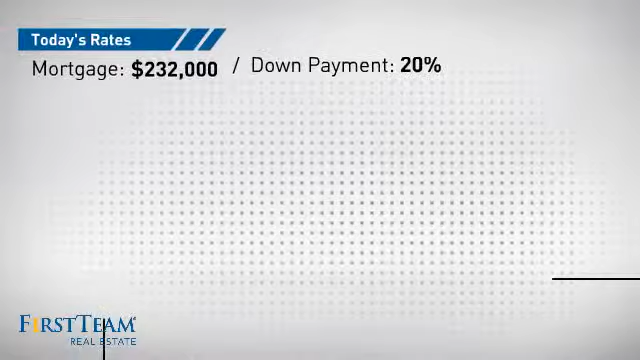 Today's Rates
Mortgage: $232,000 / Down Payment: 20%
FIRSTTEAM®
REAL ESTATE